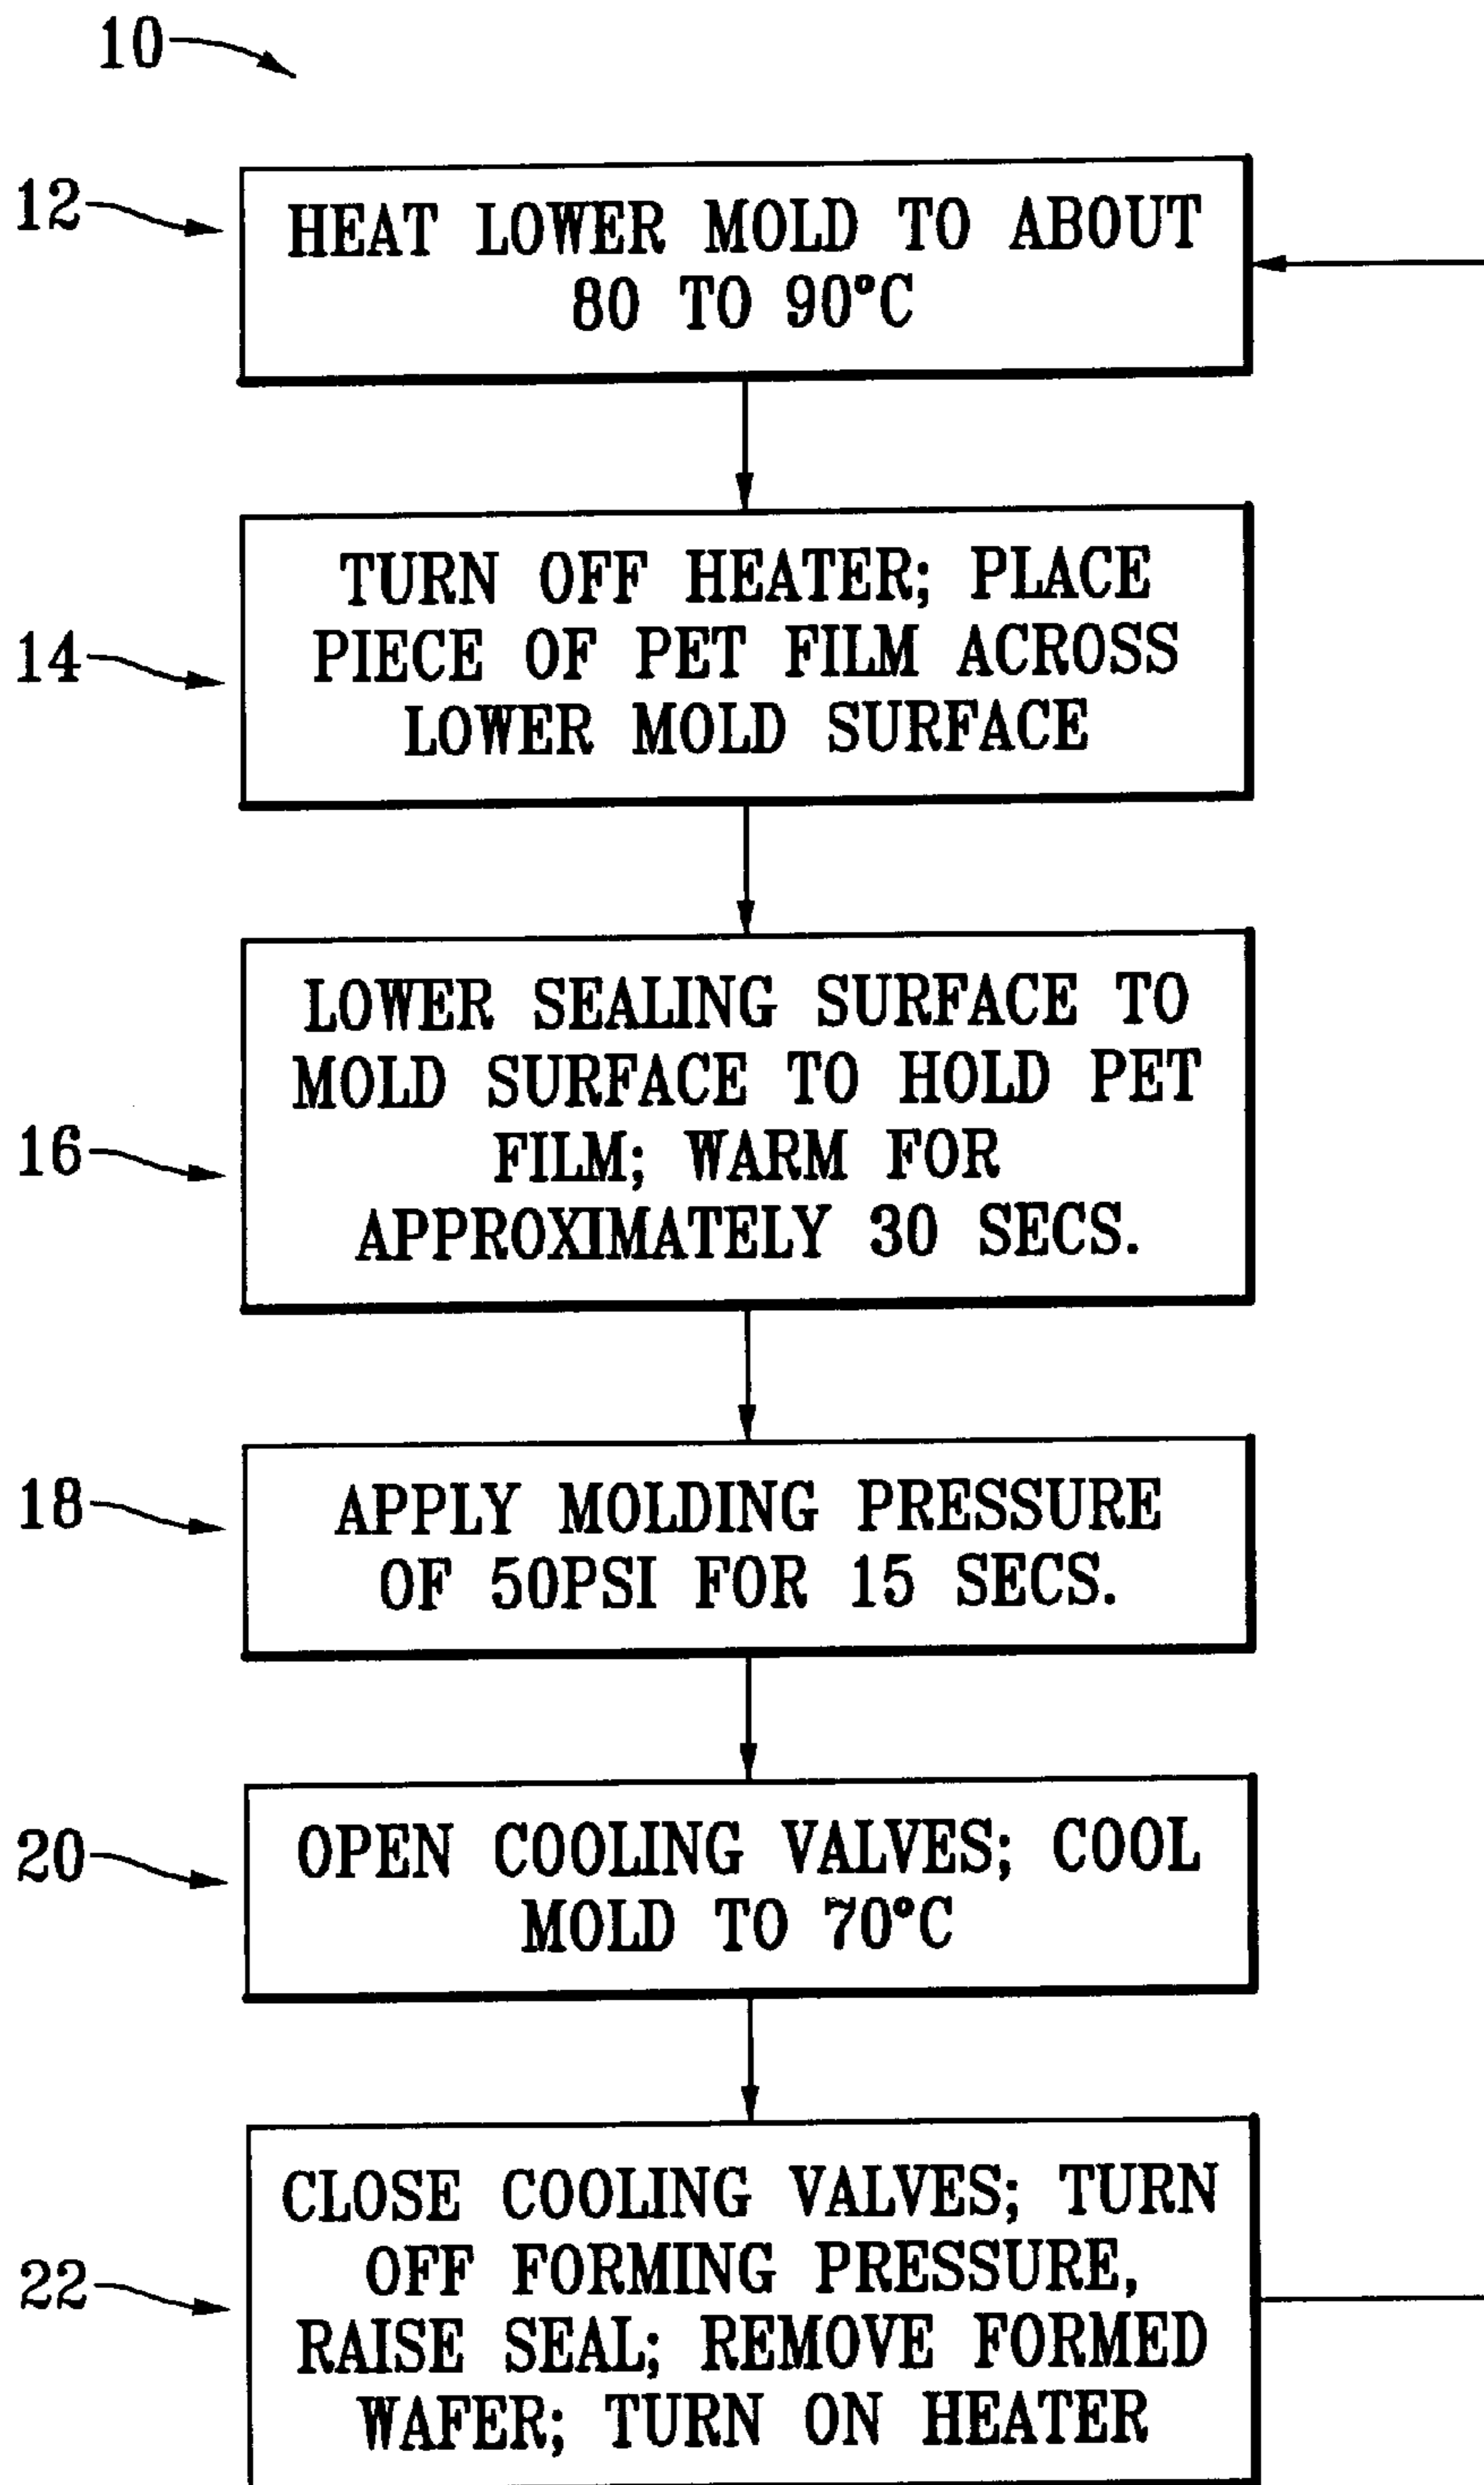 10
12
HEAT LOWER MOLD TO ABOUT
80 TO 90°C
14
TURN OFF HEATER; PLACE
PIECE OF PET FILM ACROSS
LOWER MOLD SURFACE
16
LOWER SEALING SURFACE TO
MOLD SURFACE TO HOLD PET
FILM; WARM FOR
APPROXIMATELY 30 SECS.
18
APPLY MOLDING PRESSURE
OF 50PSI FOR 15 SECS.
20
OPEN COOLING VALVES; COOL
MOLD TO 70°C
22
CLOSE COOLING VALVES; TURN
OFF FORMING PRESSURE,
RAISE SEAL; REMOVE FORMED
WAFER; TURN ON HEATER